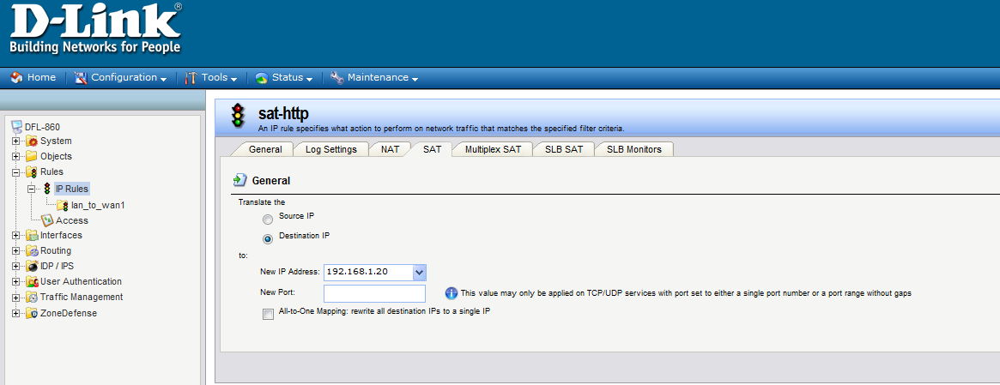 D-Link®
Building Networks for People
Home Configuration Tools Status Maintenance
DFL-860
System
Objects
Rules
IP Rules
lan_to_wan1
Access
Interfaces
Routing
IDP / IPS
User Authentication
Traffic Management
ZoneDefense
sat-http
An IP rule specifies what action to perform on network traffic that matches the specified filter criteria.
General Log Settings NAT SAT Multiplex SAT SLB SAT SLB Monitors
General
Translate the
Source IP
Destination IP
to:
New IP Address: 192.168.1.20
New Port: This value may only be applied on TCP/UDP services with port set to either a single port number or a port range without gaps
All-to-One Mapping: rewrite all destination IPs to a single IP